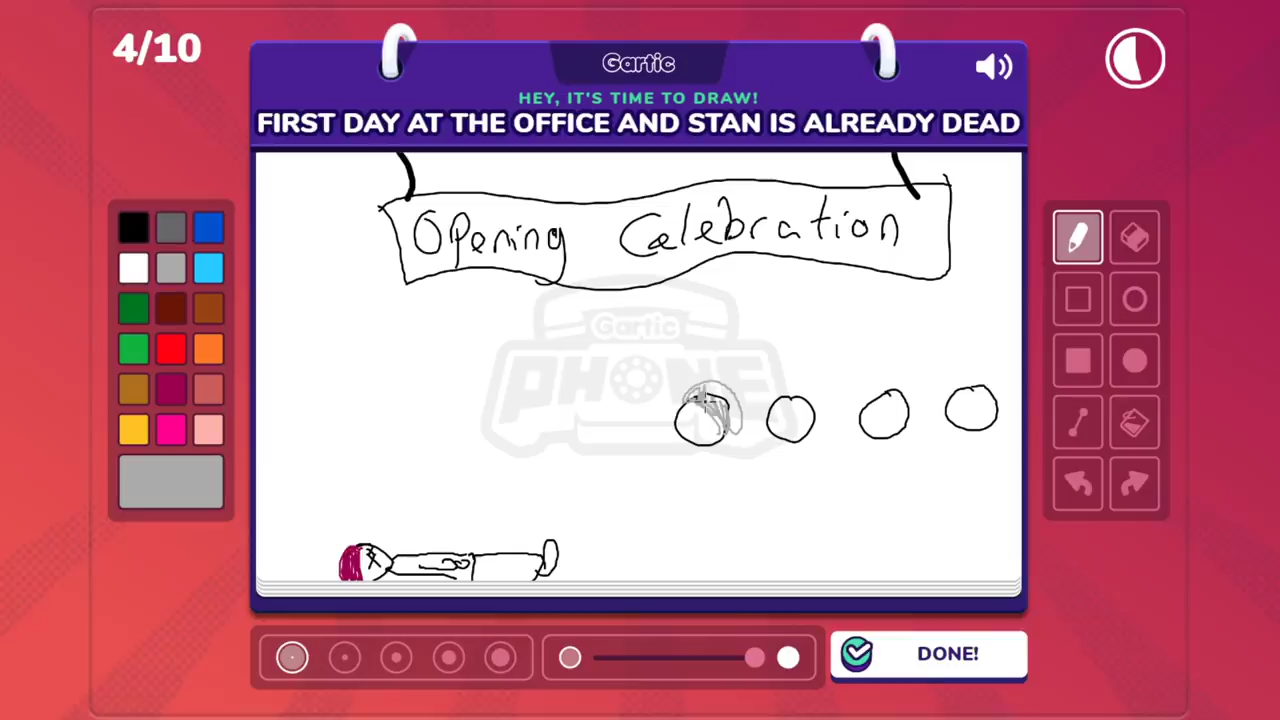 4/10
Gartic
HEY, IT'S TIME TO DRAW!
FIRST DAY AT THE OFFICE AND STAN IS ALREADY DEAD
Opening Celebration
Gartic
PHONE
DONE!